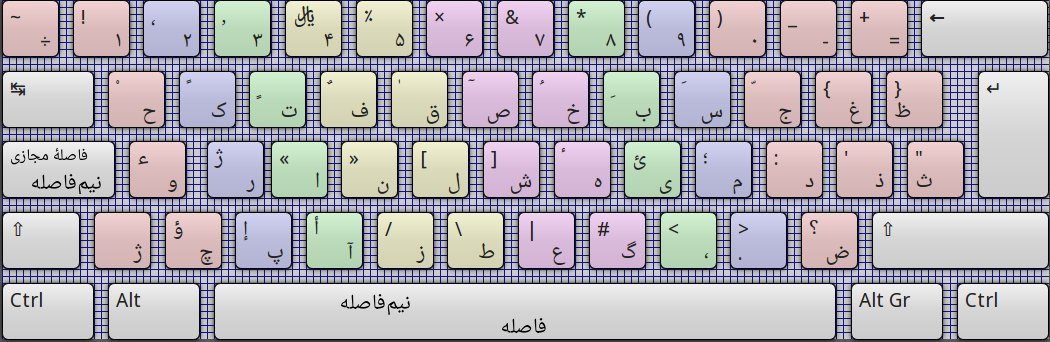 ~ ÷ ! ۱ ، ۲ , ۳ ﷼ ۴ ٪ ۵ × ۶ & ۷ * ۸ ( ۹ ) ۰ _ - + = ←
↹ ْ ح ً ک ٍ ت ٌ ف ٰ ق ٓ ص ُ خ ِ ب َ س ّ ج { غ } ظ ↵
فاصلهٔ مجازی
نیم‌فاصله ء و ژ ر « ا » ن [ ل ] ش ٔ ه ئ ی ؛ م : د ' ذ " ث
⇧ ژ ؤ چ إ پ أ آ / ز \ ط | ع # گ < ، > . ؟ ض ⇧
Ctrl Alt نیم‌فاصله Alt Gr Ctrl
فاصله